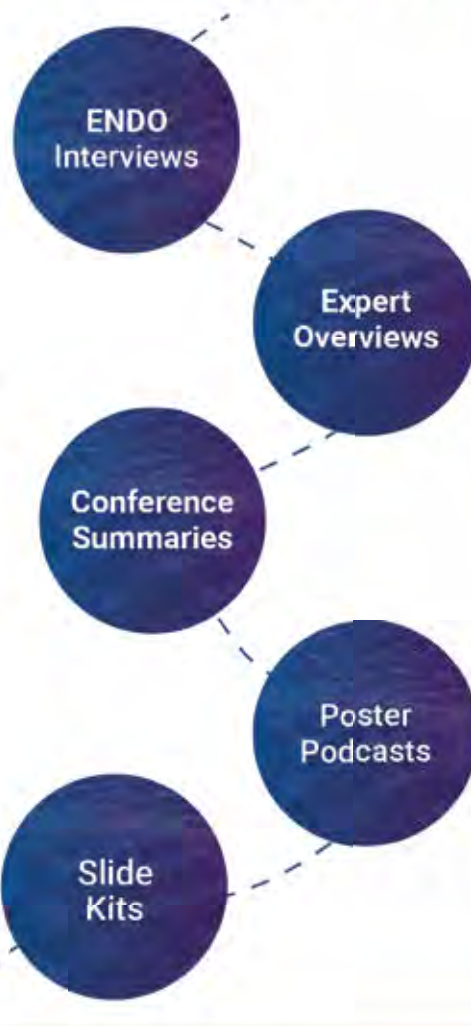 ENDO
Interviews
Expert
Overviews
Conference
Summaries
Poster
Podcasts
Slide
Kits